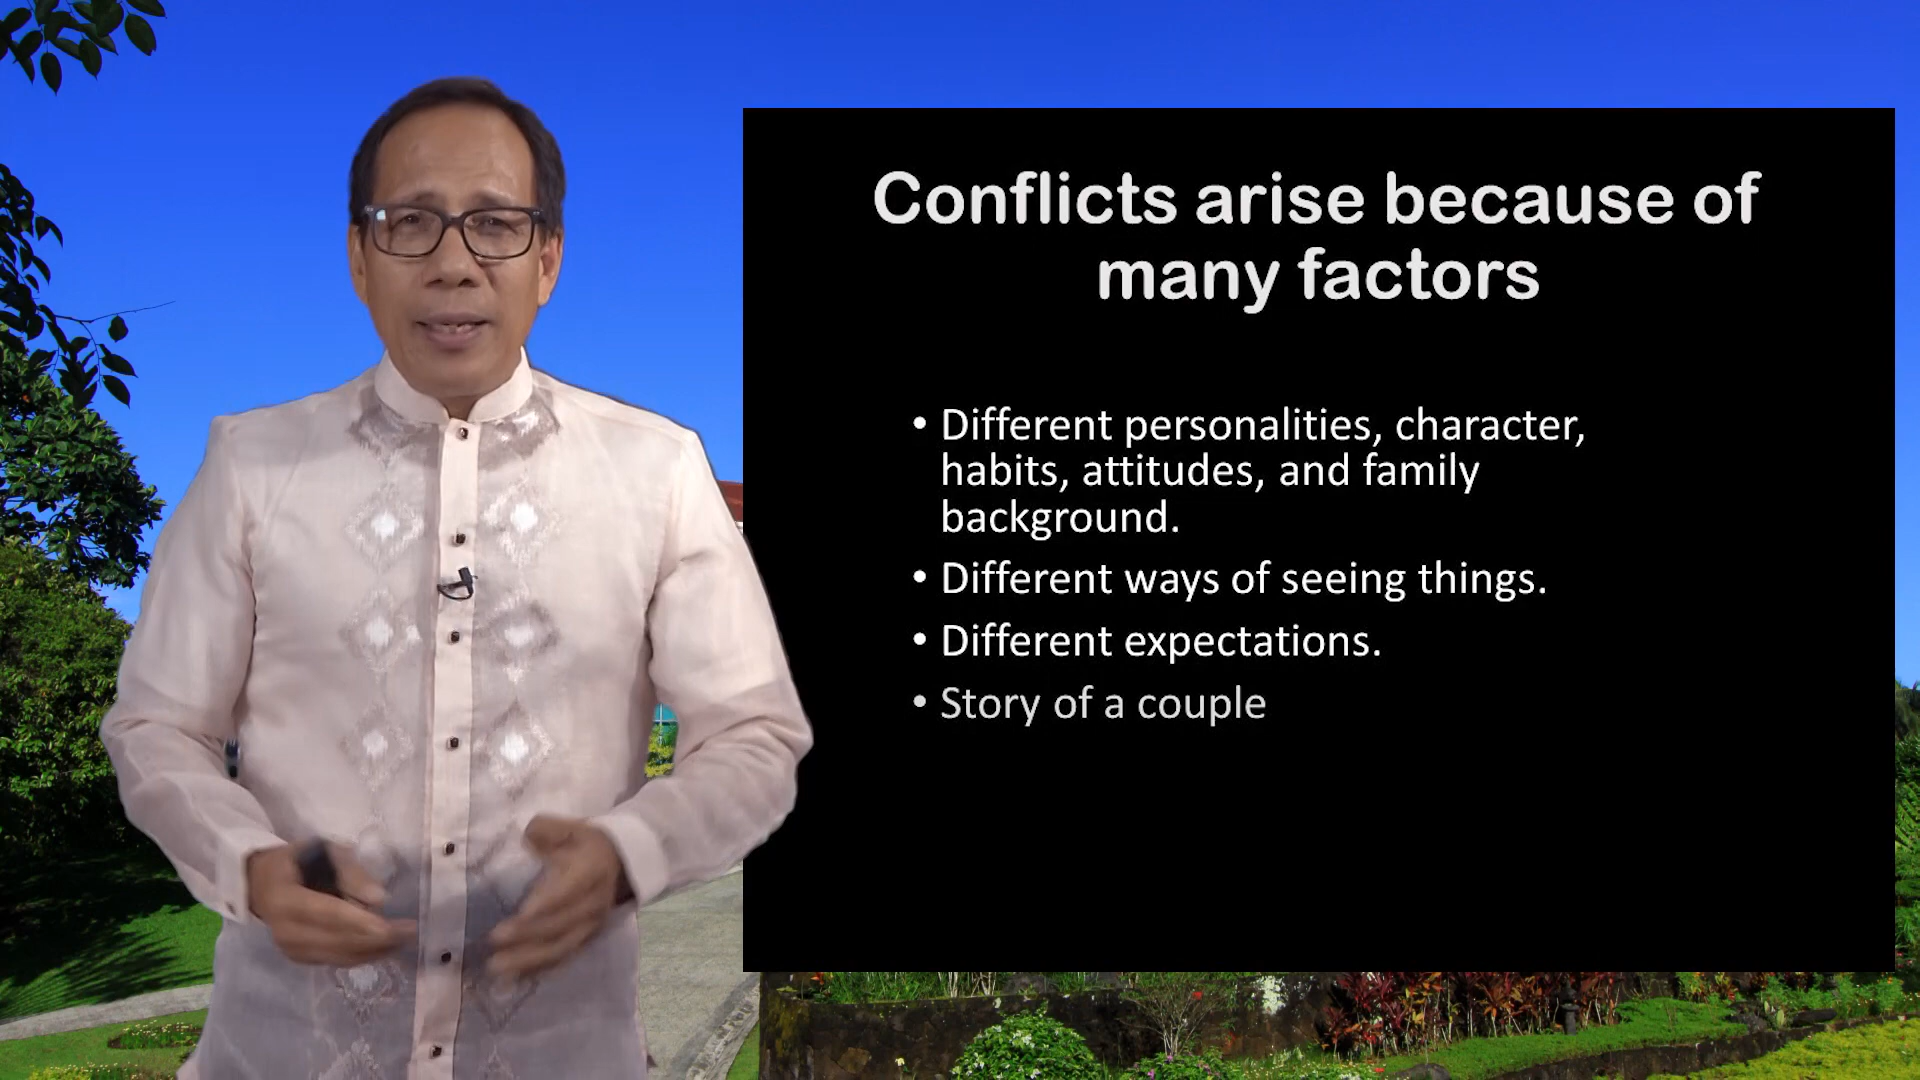 Conflicts arise because of
many factors
• Different personalities, character,
habits, attitudes, and family
background.
• Different ways of seeing things.
• Different expectations.
• Story of a couple